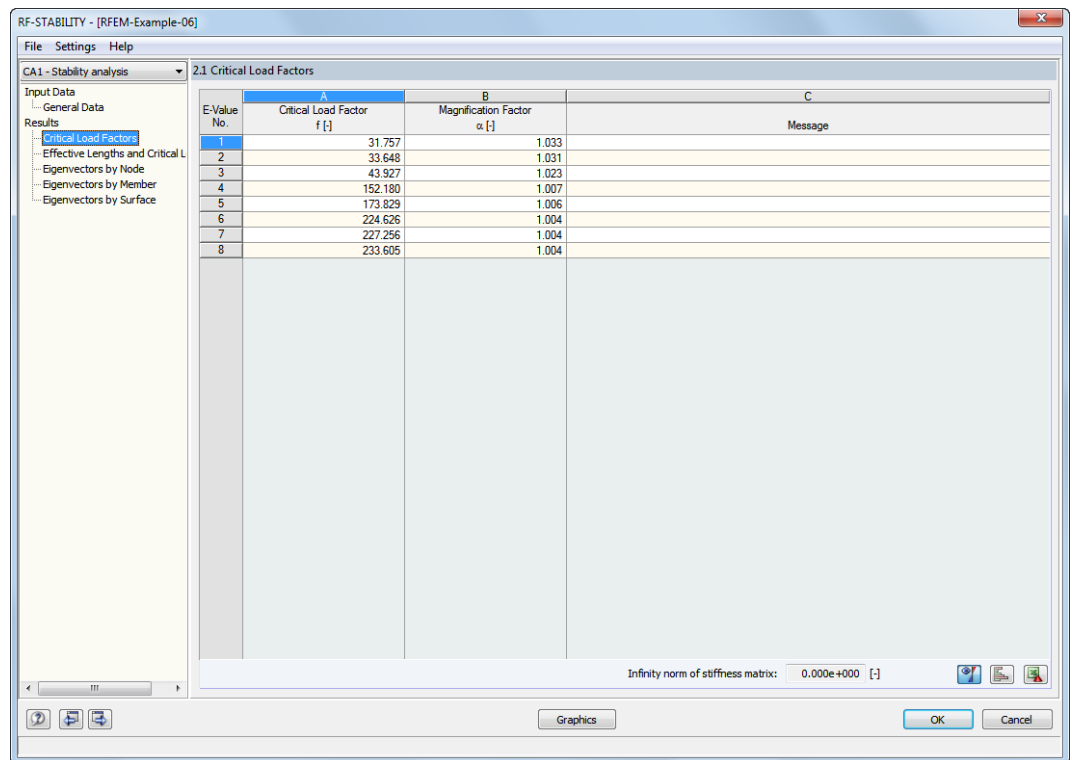 RF-STABILITY - [RFEM-Example-06]
x
File Settings Help
CA1 - Stability analysis
Input Data
General Data
Results
Critical Load Factors
Effective Lengths and Critical L
Eigenvectors by Node
Eigenvectors by Member
Eigenvectors by Surface
2.1 Critical Load Factors
A B C
E-Value No. Critical Load Factor f [-] Magnification Factor α [-] Message
1 31.757 1.033
2 33.648 1.031
3 43.927 1.023
4 152.180 1.007
5 173.829 1.006
6 224.626 1.004
7 227.256 1.004
8 233.605 1.004
Infinity norm of stiffness matrix: 0.000e+000 [-]
Graphics OK Cancel